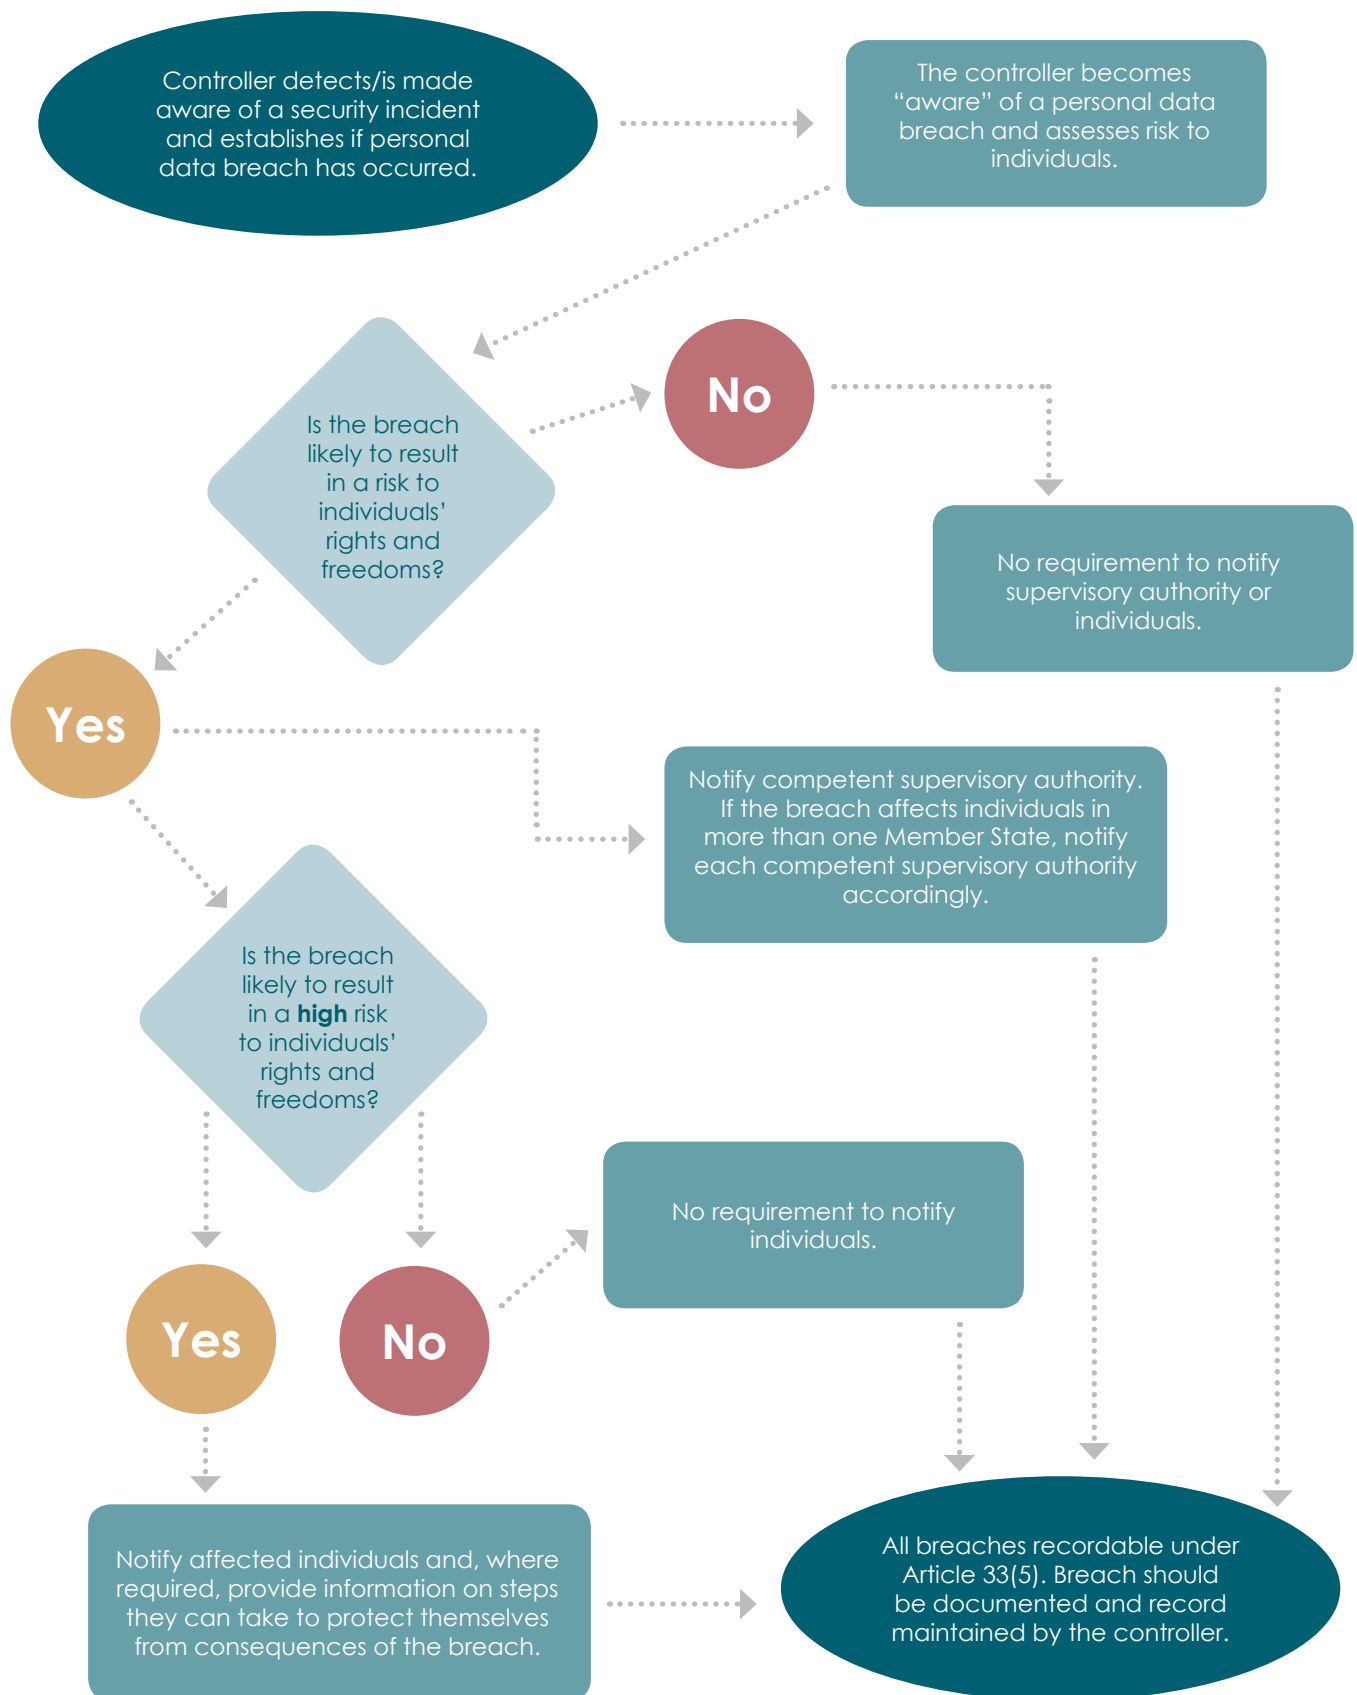 Controller detects/is made
aware of a security incident
and establishes if personal
data breach has occurred.
The controller becomes
“aware” of a personal data
breach and assesses risk to
individuals.
Is the breach
likely to result
in a risk to
individuals’
rights and
freedoms?
No
No requirement to notify
supervisory authority or
individuals.
Yes
Notify competent supervisory authority.
If the breach affects individuals in
more than one Member State, notify
each competent supervisory authority
accordingly.
Is the breach
likely to result
in a high risk
to individuals’
rights and
freedoms?
No requirement to notify
individuals.
Yes
No
Notify affected individuals and, where
required, provide information on steps
they can take to protect themselves
from consequences of the breach.
All breaches recordable under
Article 33(5). Breach should
be documented and record
maintained by the controller.